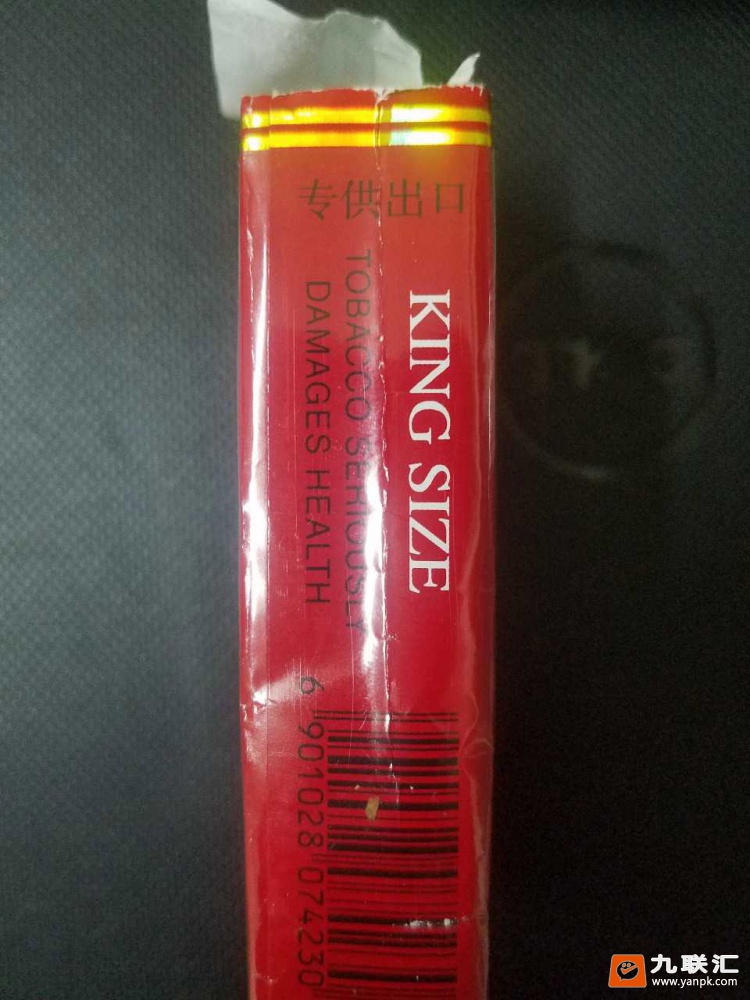 专供出口
KING SIZE
TOBACCO SERIOUSLY
DAMAGES HEALTH
6 901028 074230
九联汇
www.yanpk.com